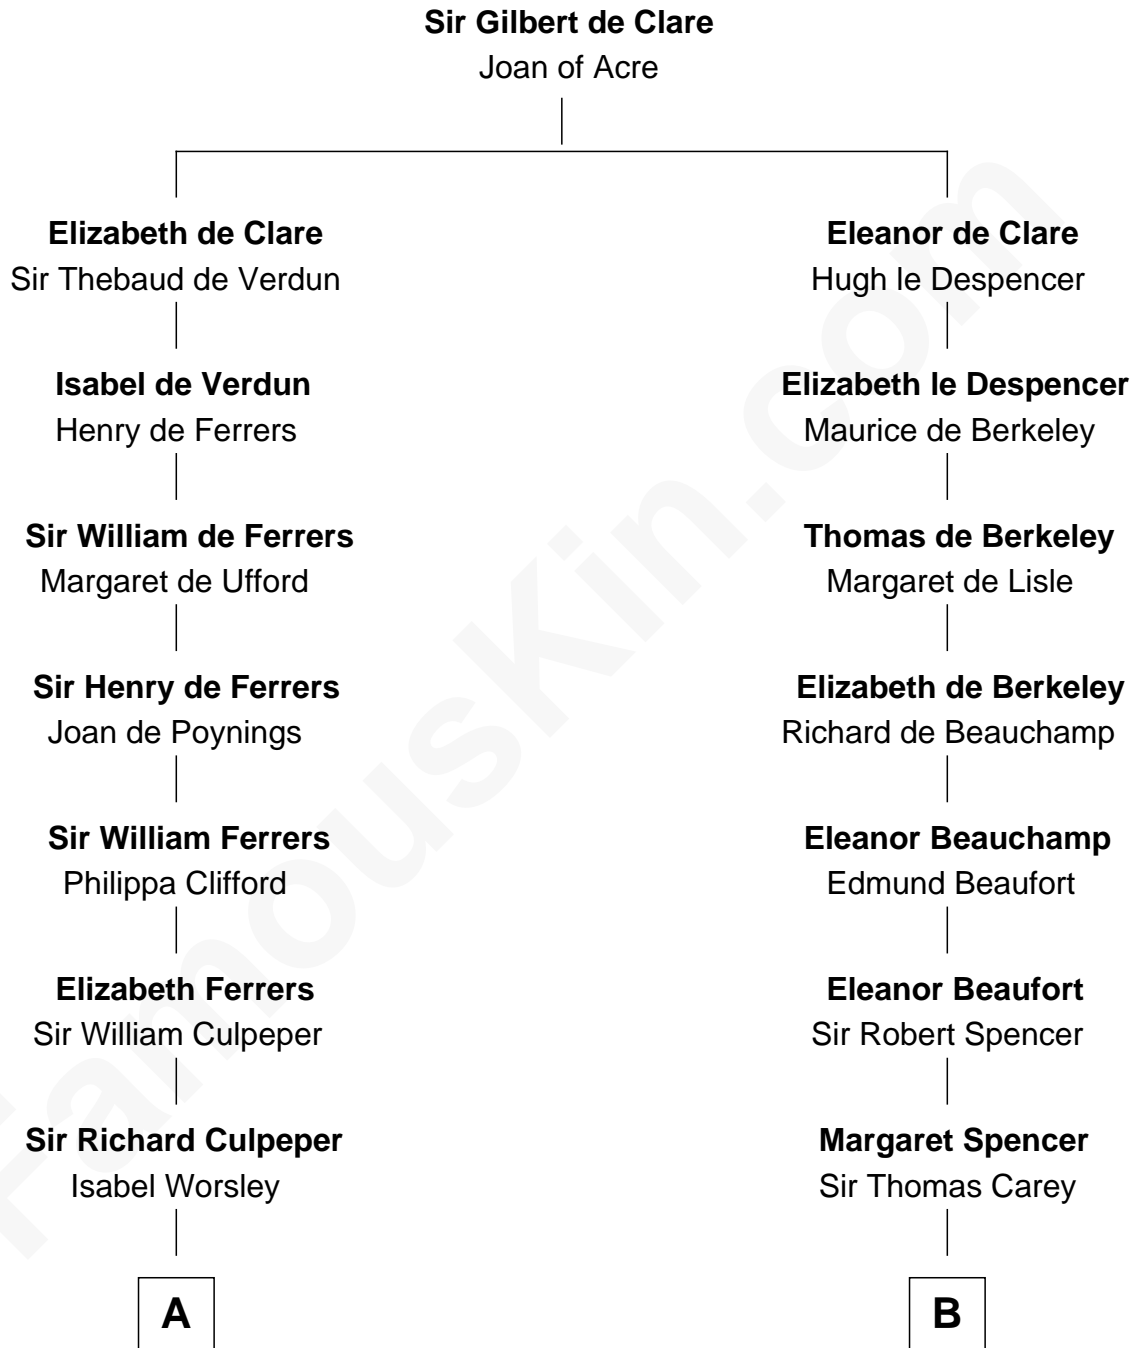 Sir Gilbert de Clare
Joan of Acre
Elizabeth de Clare
Sir Thebaud de Verdun
Eleanor de Clare
Hugh le Despencer
Isabel de Verdun
Henry de Ferrers
Elizabeth le Despencer
Maurice de Berkeley
Sir William de Ferrers
Margaret de Ufford
Thomas de Berkeley
Margaret de Lisle
Sir Henry de Ferrers
Joan de Poynings
Elizabeth de Berkeley
Richard de Beauchamp
Sir William Ferrers
Philippa Clifford
Eleanor Beauchamp
Edmund Beaufort
Elizabeth Ferrers
Sir William Culpeper
Eleanor Beaufort
Sir Robert Spencer
Sir Richard Culpeper
Isabel Worsley
Margaret Spencer
Sir Thomas Carey
A
B
FamousKin.com